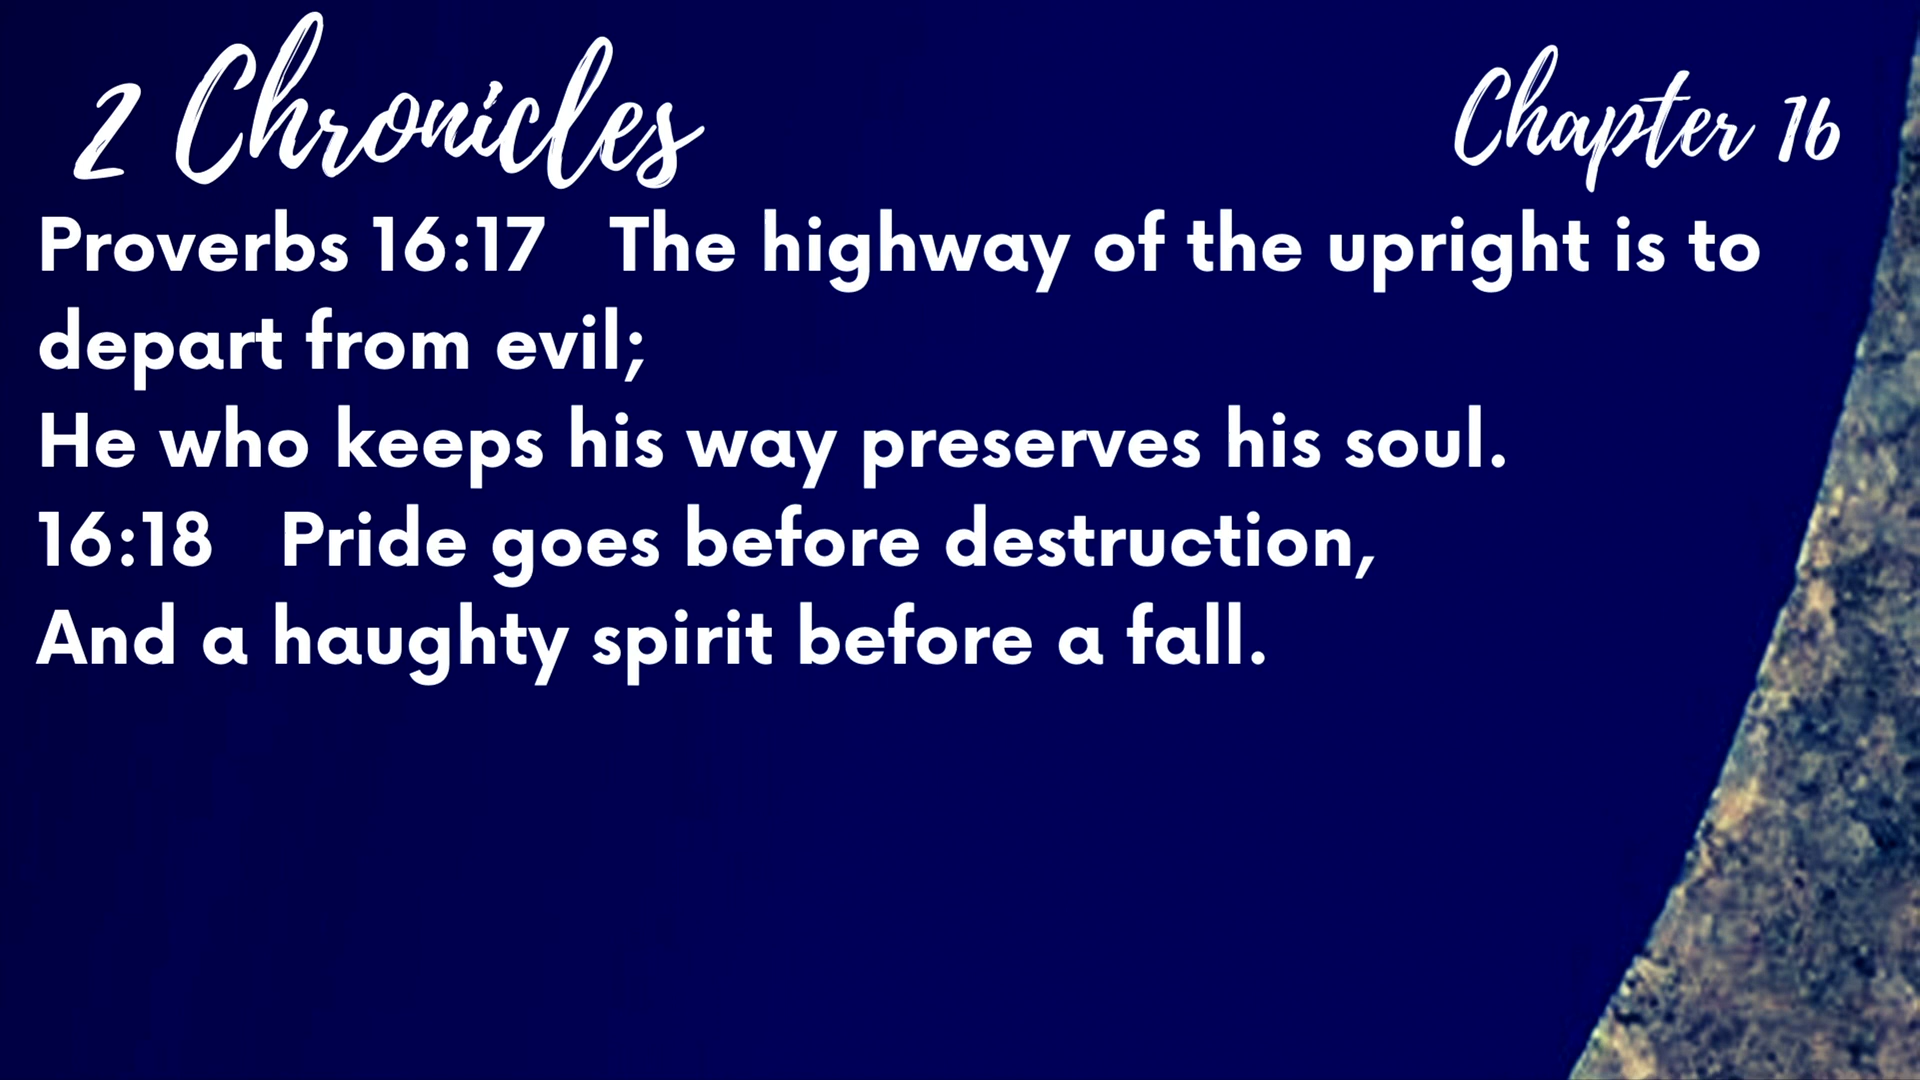 2 Chronicles
Chapter 16
Proverbs 16:17 The highway of the upright is to
depart from evil;
He who keeps his way preserves his soul.
16:18 Pride goes before destruction,
And a haughty spirit before a fall.